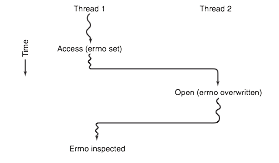 Thread 1
Thread 2
Time
Access (errno set)
Open (errno overwritten)
Errno inspected